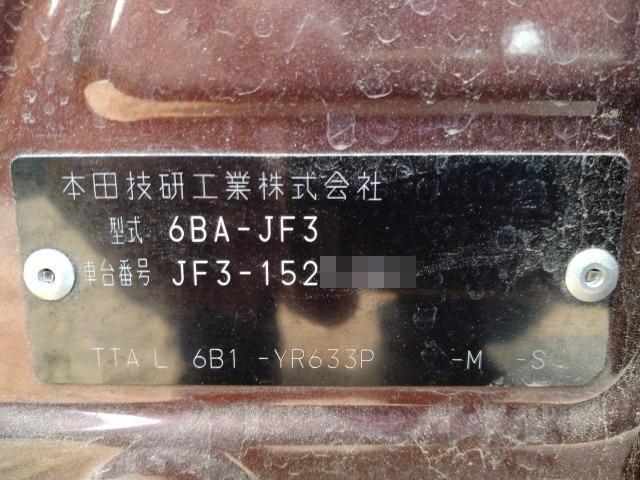 本田技研工業株式会社
型式 6BA-JF3
車台番号 JF3-152
TTA L 6B1 -YR633P -M -S